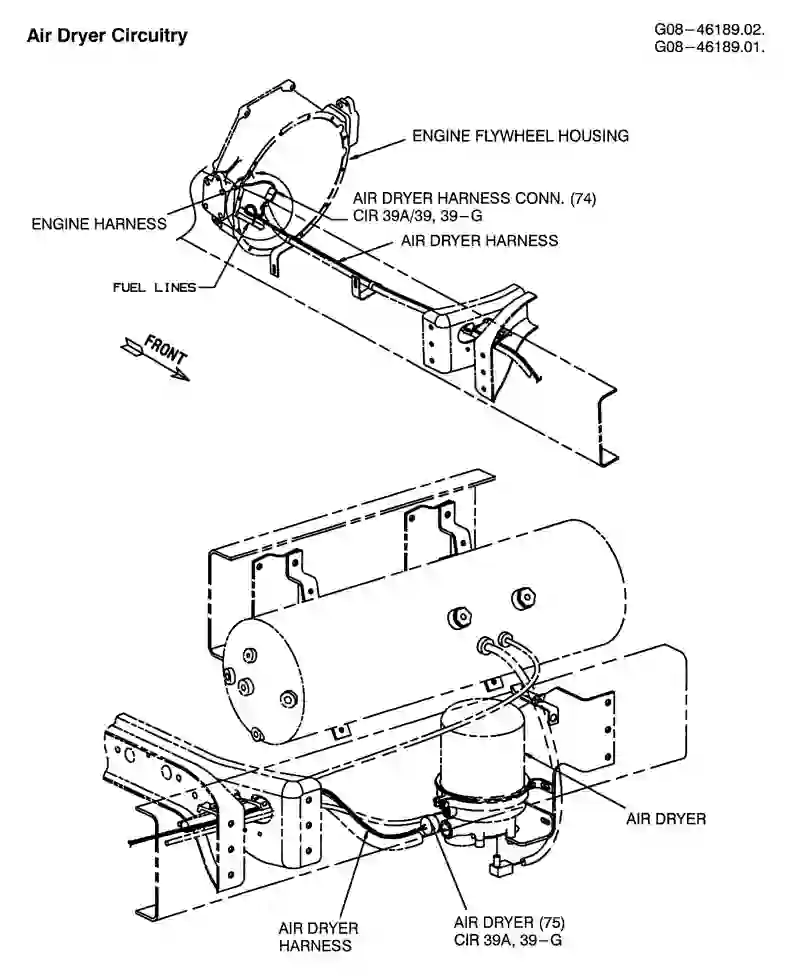 Air Dryer Circuitry
G08-46189.02.
G08-46189.01.
ENGINE FLYWHEEL HOUSING
AIR DRYER HARNESS CONN. (74)
CIR 39A/39, 39-G
ENGINE HARNESS
AIR DRYER HARNESS
FUEL LINES
FRONT
AIR DRYER
AIR DRYER
HARNESS
AIR DRYER (75)
CIR 39A, 39-G